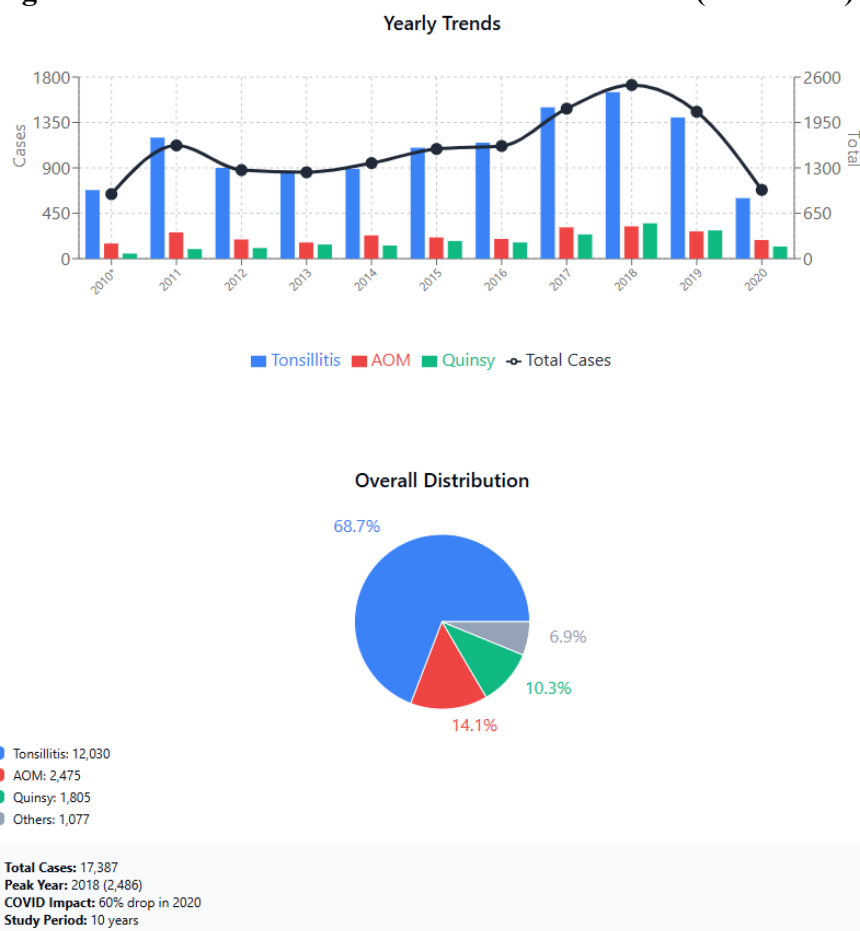 Yearly Trends
1800
1350
900
450
0
Cases
2600
1950
1300
650
0
Total
2010* 2011 2012 2013 2014 2015 2016 2017 2018 2019 2020
Tonsillitis AOM Quinsy Total Cases
Overall Distribution
68.7%
6.9%
10.3%
14.1%
Tonsillitis: 12,030
AOM: 2,475
Quinsy: 1,805
Others: 1,077
Total Cases: 17,387
Peak Year: 2018 (2,486)
COVID Impact: 60% drop in 2020
Study Period: 10 years